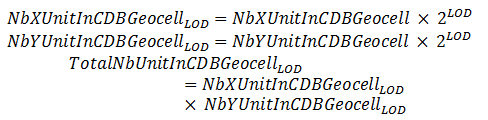 NbXUnitInCDBGeocell_LOD = NbXUnitInCDBGeocell × 2^LOD
NbYUnitInCDBGeocell_LOD = NbYUnitInCDBGeocell × 2^LOD
TotalNbUnitInCDBGeocell_LOD
= NbXUnitInCDBGeocell_LOD
× NbYUnitInCDBGeocell_LOD